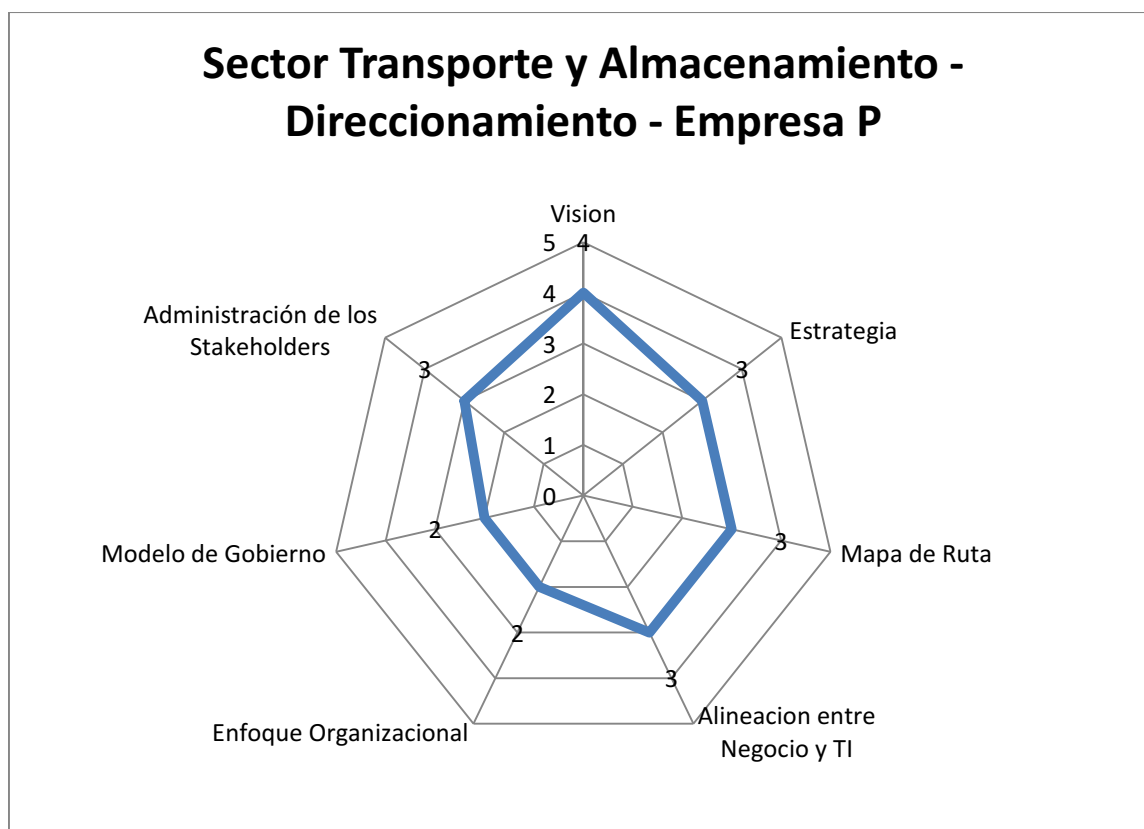 Sector Transporte y Almacenamiento -
Direccionamiento - Empresa P
Vision
5 4
4
3
2
1
0
Estrategia
3
Mapa de Ruta
3
Alineacion entre
Negocio y TI
3
Enfoque Organizacional
2
Modelo de Gobierno
2
Administración de los
Stakeholders
3